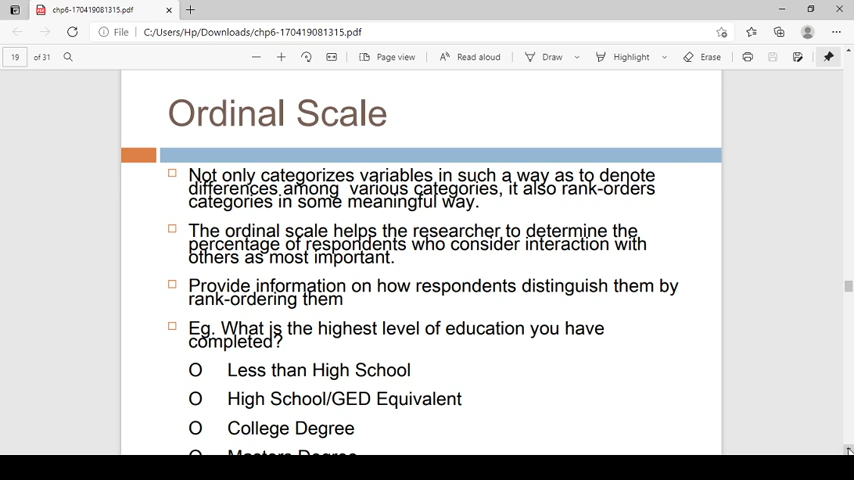 chp6-170419081315.pdf
File | C:/Users/Hp/Downloads/chp6-170419081315.pdf
19 of 31 Page view Read aloud Draw Highlight Erase
Ordinal Scale
Not only categorizes variables in such a way as to denote
differences among various categories, it also rank-orders
categories in some meaningful way.
The ordinal scale helps the researcher to determine the
percentage of respondents who consider interaction with
others as most important.
Provide information on how respondents distinguish them by
rank-ordering them
Eg. What is the highest level of education you have
completed?
O Less than High School
O High School/GED Equivalent
O College Degree
O Masters Degree